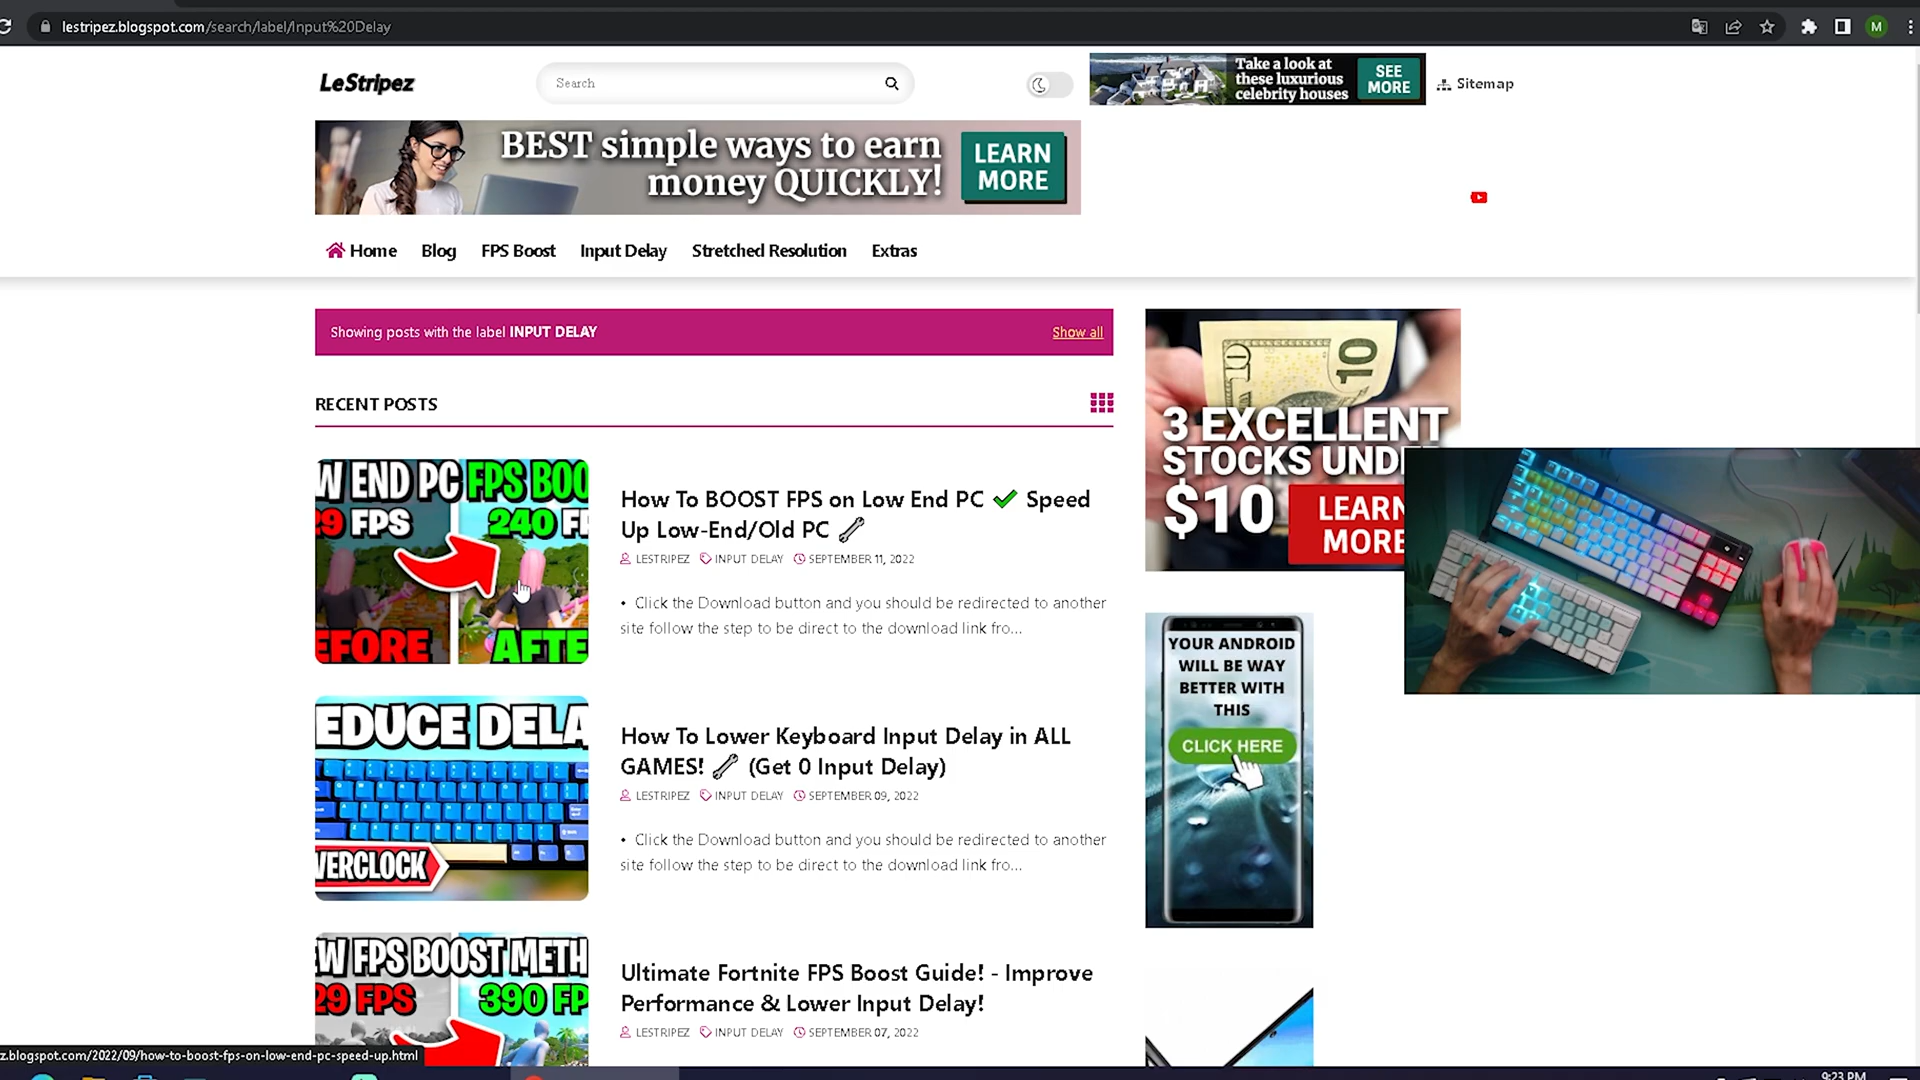 lestripez.blogspot.com/search/label/Input%20Delay
M
LeStripez
Search
Take a look at
these luxurious
celebrity houses
SEE
MORE
Sitemap
BEST simple ways to earn
money QUICKLY!
LEARN
MORE
Home
Blog
FPS Boost
Input Delay
Stretched Resolution
Extras
Showing posts with the label INPUT DELAY
Show all
RECENT POSTS
W END PC FPS BOO
29 FPS
240 FP
EFORE
AFTE
How To BOOST FPS on Low End PC ✔ Speed
Up Low-End/Old PC 🔧
LESTRIPEZ INPUT DELAY SEPTEMBER 11, 2022
• Click the Download button and you should be redirected to another
site follow the step to be direct to the download link fro...
EDUCE DELA
VERCLOCK
How To Lower Keyboard Input Delay in ALL
GAMES! 🔧 (Get 0 Input Delay)
LESTRIPEZ INPUT DELAY SEPTEMBER 09, 2022
• Click the Download button and you should be redirected to another
site follow the step to be direct to the download link fro...
W FPS BOOST METH
29 FPS
390 FP
Ultimate Fortnite FPS Boost Guide! - Improve
Performance & Lower Input Delay!
LESTRIPEZ INPUT DELAY SEPTEMBER 07, 2022
10
10
3 EXCELLENT
STOCKS UND
$10
LEARN
MORE
YOUR ANDROID
WILL BE WAY
BETTER WITH
THIS
CLICK HERE
z.blogspot.com/2022/09/how-to-boost-fps-on-low-end-pc-speed-up.html
9:23 PM